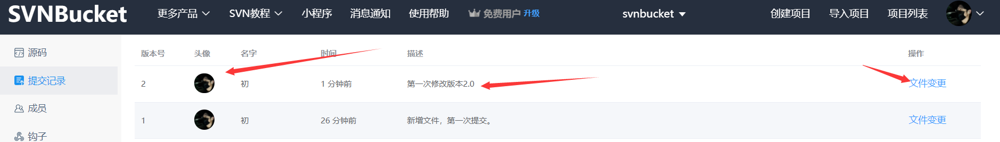 SVNBucket 更多产品 SVN教程 小程序 消息通知 使用帮助 免费用户 升级 svnbucket 创建项目 导入项目 项目列表
源码
提交记录
成员
钩子
版本号 头像 名字 时间 描述 操作
2 初 1 分钟前 第一次修改版本2.0 文件变更
1 初 26 分钟前 新增文件，第一次提交。 文件变更